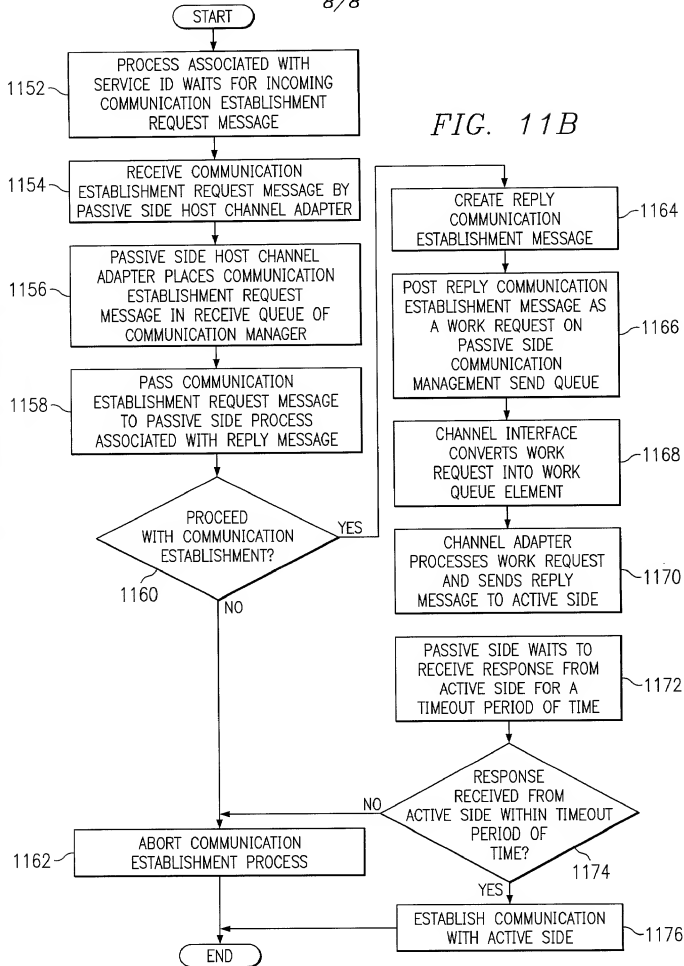 8/8
START
1152
PROCESS ASSOCIATED WITH
SERVICE ID WAITS FOR INCOMING
COMMUNICATION ESTABLISHMENT
REQUEST MESSAGE
FIG. 11B
1154
RECEIVE COMMUNICATION
ESTABLISHMENT REQUEST MESSAGE BY
PASSIVE SIDE HOST CHANNEL ADAPTER
1156
PASSIVE SIDE HOST CHANNEL
ADAPTER PLACES COMMUNICATION
ESTABLISHMENT REQUEST
MESSAGE IN RECEIVE QUEUE OF
COMMUNICATION MANAGER
1158
PASS COMMUNICATION
ESTABLISHMENT REQUEST MESSAGE
TO PASSIVE SIDE PROCESS
ASSOCIATED WITH REPLY MESSAGE
PROCEED
WITH COMMUNICATION
ESTABLISHMENT?
YES
1160
NO
CREATE REPLY
COMMUNICATION
ESTABLISHMENT MESSAGE
1164
POST REPLY COMMUNICATION
ESTABLISHMENT MESSAGE AS
A WORK REQUEST ON
PASSIVE SIDE
COMMUNICATION
MANAGEMENT SEND QUEUE
1166
CHANNEL INTERFACE
CONVERTS WORK
REQUEST INTO WORK
QUEUE ELEMENT
1168
CHANNEL ADAPTER
PROCESSES WORK REQUEST
AND SENDS REPLY
MESSAGE TO ACTIVE SIDE
1170
PASSIVE SIDE WAITS TO
RECEIVE RESPONSE FROM
ACTIVE SIDE FOR A
TIMEOUT PERIOD OF TIME
1172
RESPONSE
RECEIVED FROM
ACTIVE SIDE WITHIN TIMEOUT
PERIOD OF
TIME?
NO
1174
YES
1162
ABORT COMMUNICATION
ESTABLISHMENT PROCESS
ESTABLISH COMMUNICATION
WITH ACTIVE SIDE
1176
END